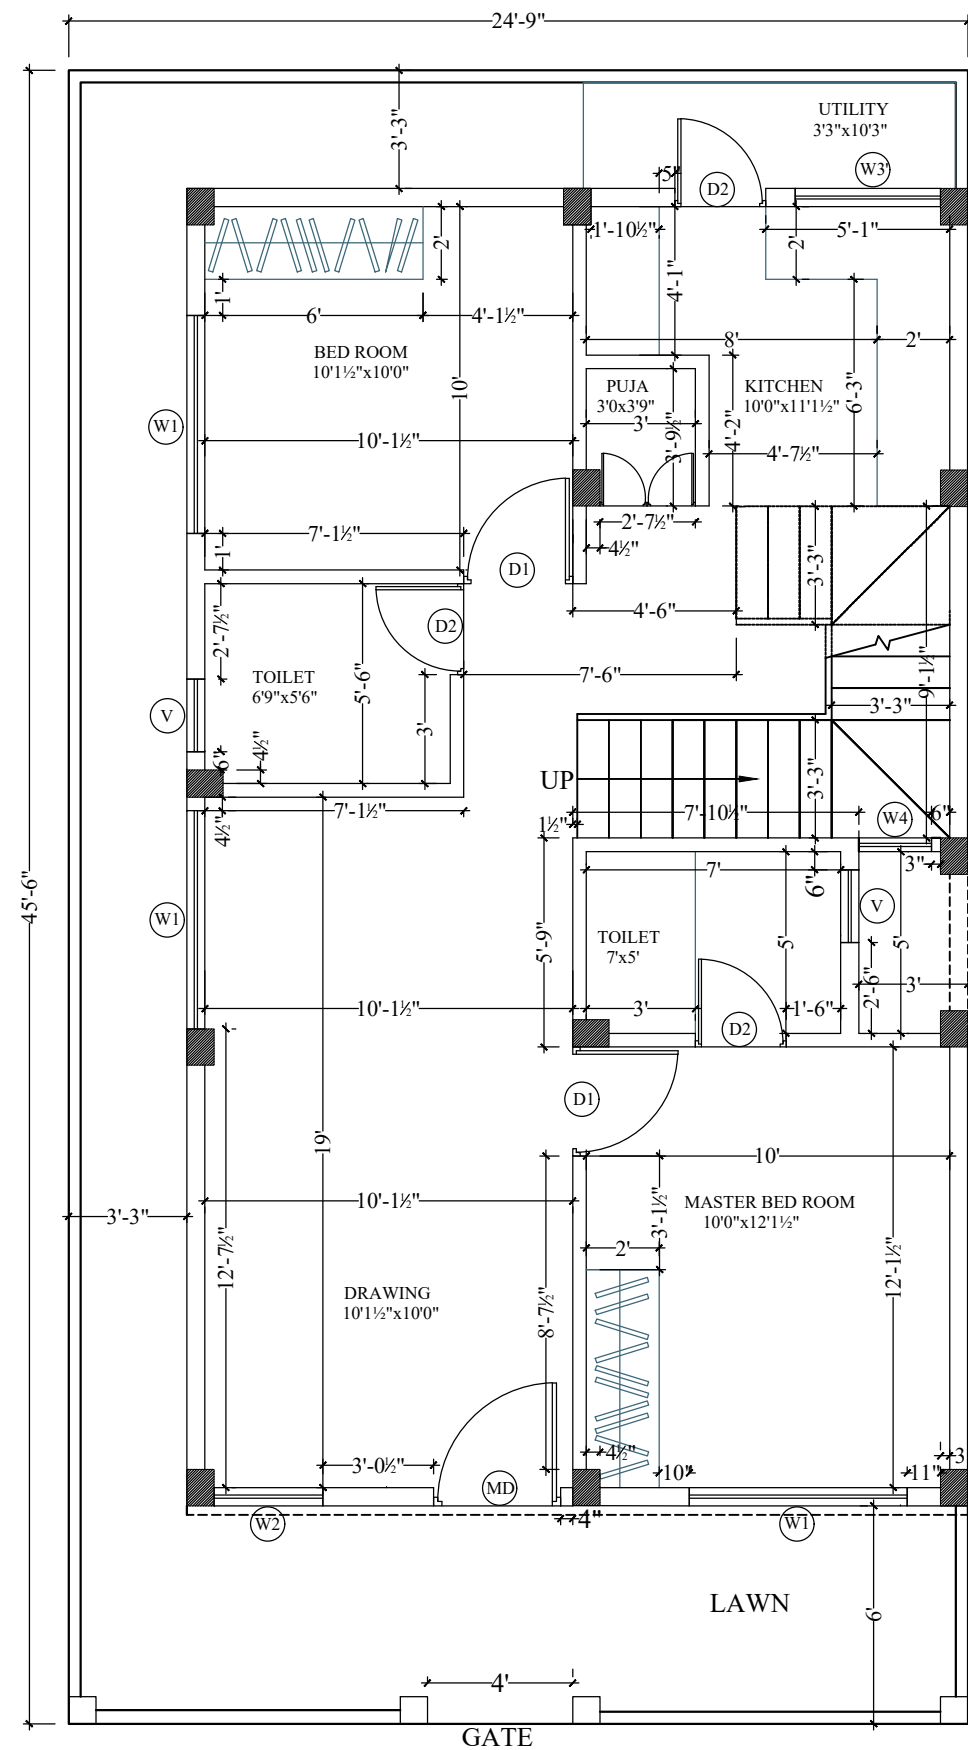 24'-9"
45'-6"
3'-3"
UTILITY
3'3"x10'3"
W3'
5"
D2
1'-10½"
2'
5'-1"
2'
4'-1"
1'
6'
4'-1½"
8'
2'
BED ROOM
10'1½"x10'0"
10'
PUJA
3'0x3'9"
3'
KITCHEN
10'0"x11'1½"
6'-3"
W1
10'-1½"
3'-9½"
4'-2"
4'-7½"
7'-1½"
2'-7½"
4½"
1'
D1
3'-3"
2'-7½"
4'-6"
D2
TOILET
6'9"x5'6"
5'-6"
7'-6"
9'-1½"
V
3'
3'-3"
6"
4½"
UP
3'-3"
4½"
7'-1½"
1½"
7'-10½"
W4
6"
3"
7'
6"
W1
V
5'-9"
TOILET
7'x5'
5'
5'
2'-6"
3'
10'-1½"
3'
1'-6"
D2
D1
19'
10'
3'-3"
10'-1½"
3'-1½"
MASTER BED ROOM
10'0"x12'1½"
12'-7½"
2'
12'-1½"
DRAWING
10'1½"x10'0"
8'-7½"
3'-0½"
4½"
10"
11"
3
MD
W2
4"
W1
LAWN
6'
4'
GATE